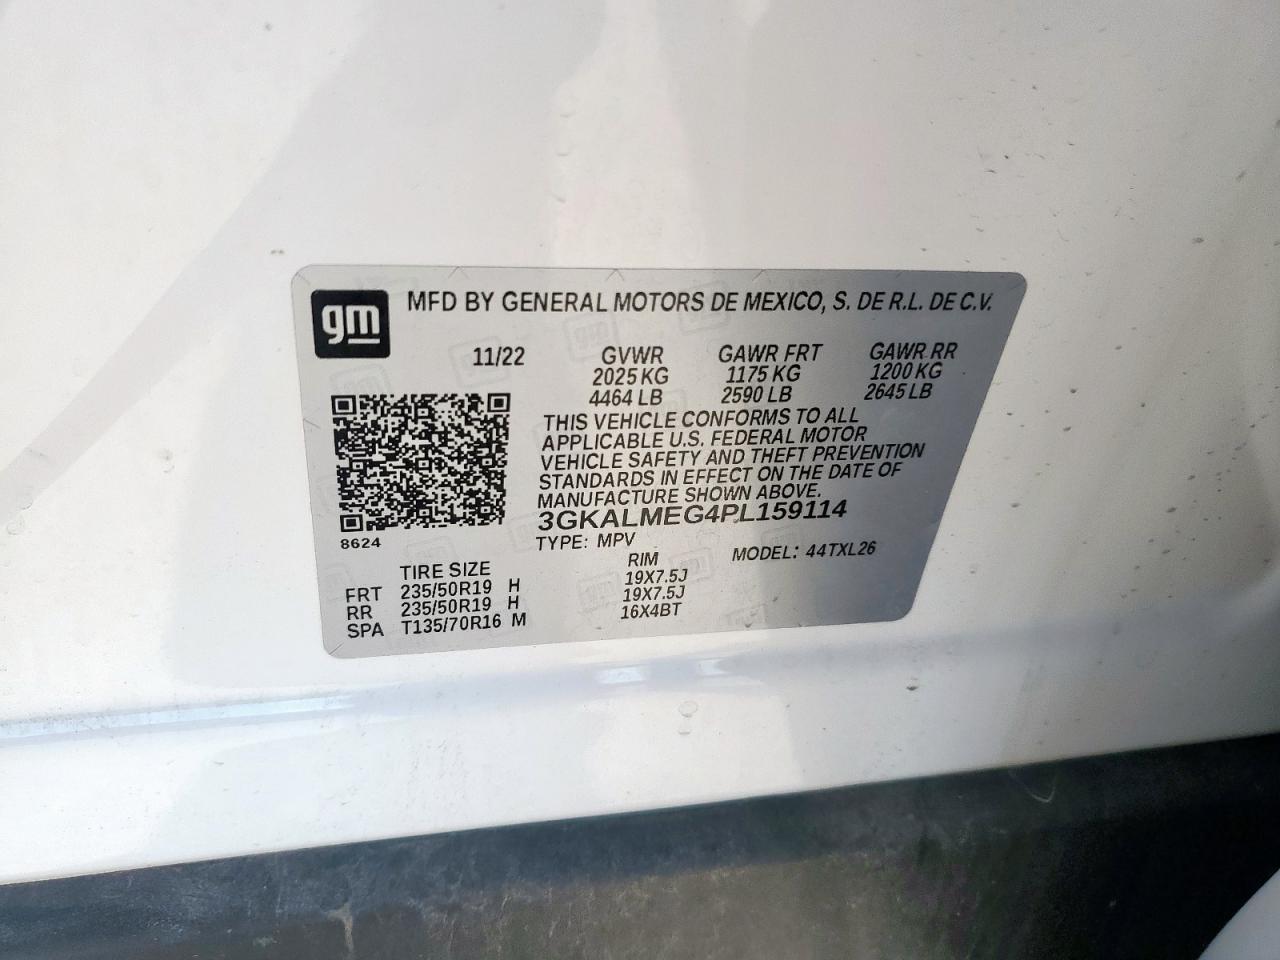 gm
MFD BY GENERAL MOTORS DE MEXICO, S. DE R.L. DE C.V.
11/22 GVWR GAWR FRT GAWR RR
2025 KG 1175 KG 1200 KG
4464 LB 2590 LB 2645 LB
THIS VEHICLE CONFORMS TO ALL
APPLICABLE U.S. FEDERAL MOTOR
VEHICLE SAFETY AND THEFT PREVENTION
STANDARDS IN EFFECT ON THE DATE OF
MANUFACTURE SHOWN ABOVE.
3GKALMEG4PL159114
8624 TYPE: MPV MODEL: 44TXL26
TIRE SIZE RIM
FRT 235/50R19 H 19X7.5J
RR 235/50R19 H 19X7.5J
SPA T135/70R16 M 16X4BT